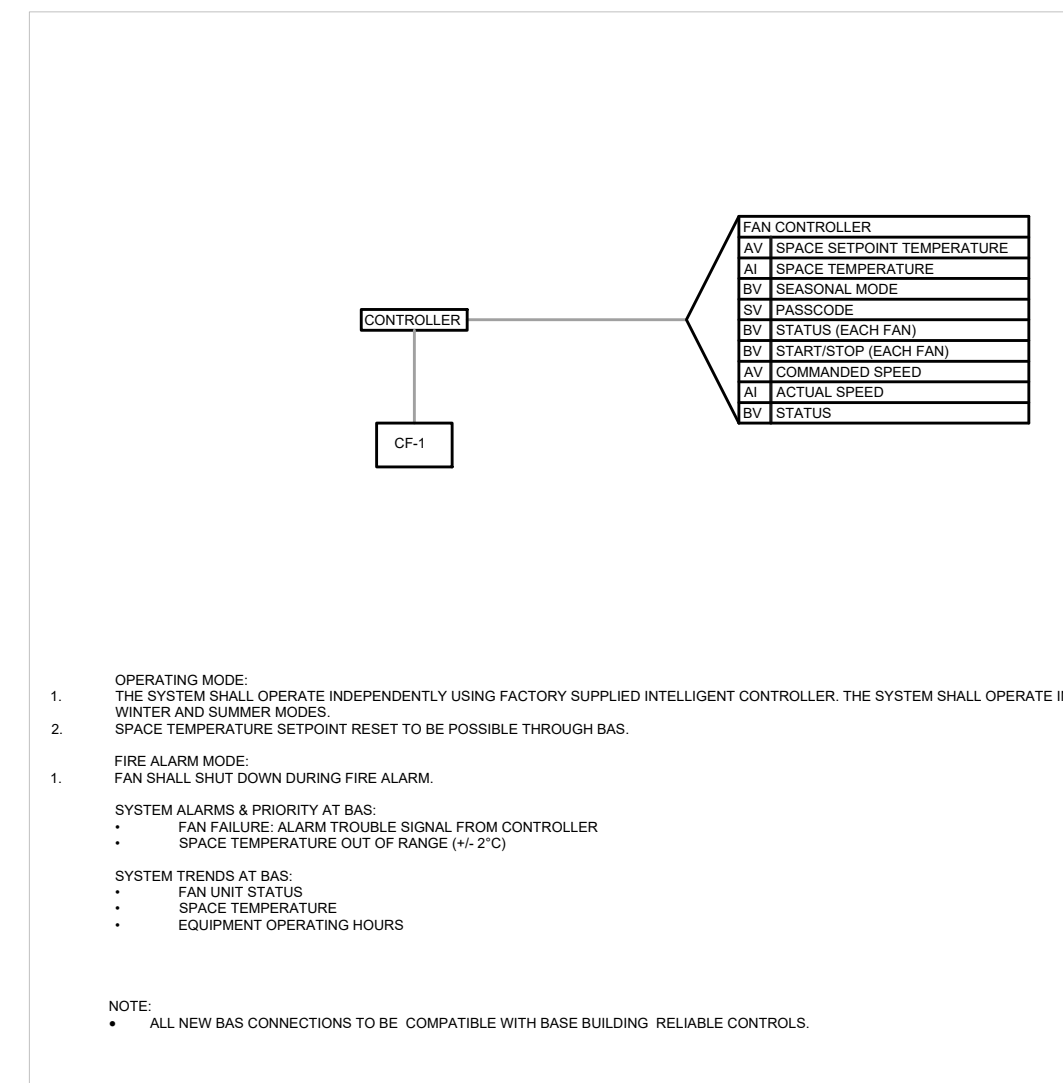 FAN CONTROLLER
AV SPACE SETPOINT TEMPERATURE
AI SPACE TEMPERATURE
BV SEASONAL MODE
SV PASSCODE
BV STATUS (EACH FAN)
BV START/STOP (EACH FAN)
AV COMMANDED SPEED
AI ACTUAL SPEED
BV STATUS
CONTROLLER
CF-1
OPERATING MODE:
1. THE SYSTEM SHALL OPERATE INDEPENDENTLY USING FACTORY SUPPLIED INTELLIGENT CONTROLLER. THE SYSTEM SHALL OPERATE
WINTER AND SUMMER MODES.
2. SPACE TEMPERATURE SETPOINT RESET TO BE POSSIBLE THROUGH BAS.
FIRE ALARM MODE:
1. FAN SHALL SHUT DOWN DURING FIRE ALARM.
SYSTEM ALARMS & PRIORITY AT BAS:
• FAN FAILURE: ALARM TROUBLE SIGNAL FROM CONTROLLER
• SPACE TEMPERATURE OUT OF RANGE (+/- 2°C)
SYSTEM TRENDS AT BAS:
• FAN UNIT STATUS
• SPACE TEMPERATURE
• EQUIPMENT OPERATING HOURS
NOTE:
• ALL NEW BAS CONNECTIONS TO BE COMPATIBLE WITH BASE BUILDING RELIABLE CONTROLS.